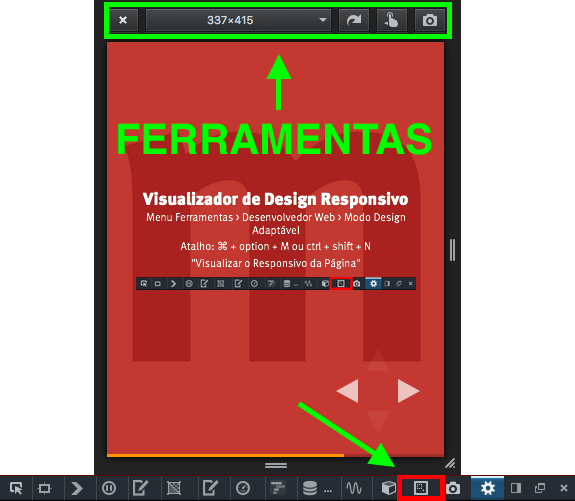 337×415
FERRAMENTAS
Visualizador de Design Responsivo
Menu Ferramentas > Desenvolvedor Web > Modo Design
Adaptável
Atalho: ⌘ + option + M ou ctrl + shift + N
"Visualizar o Responsivo da Página"